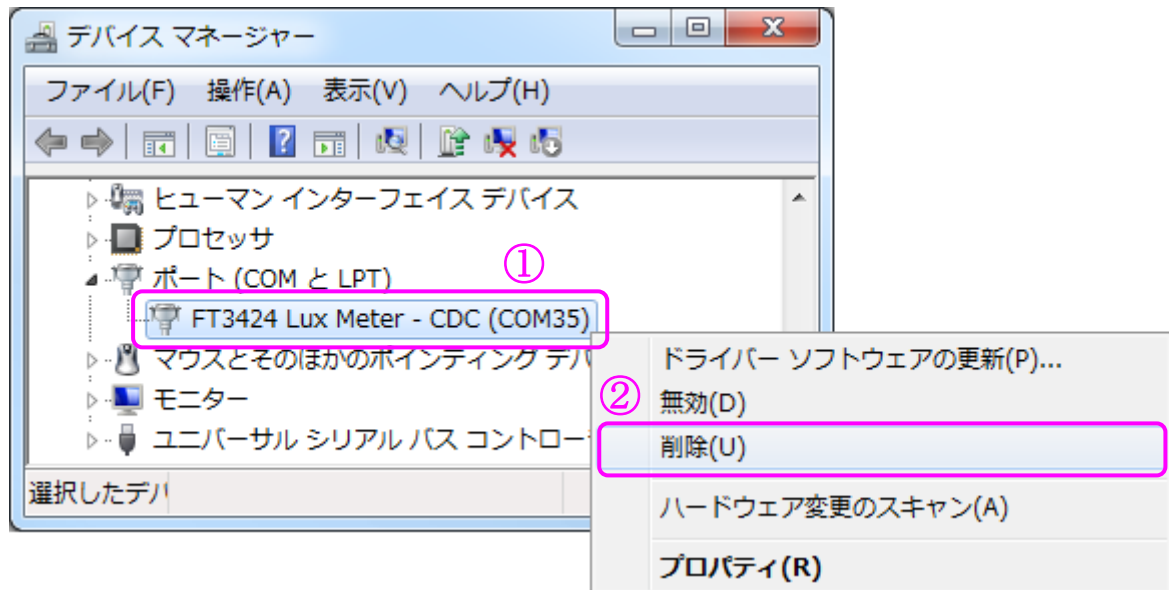 デバイス マネージャー
ファイル(F) 操作(A) 表示(V) ヘルプ(H)
ヒューマン インターフェイス デバイス
プロセッサ
①
ポート (COM と LPT)
FT3424 Lux Meter - CDC (COM35)
マウスとそのほかのポインティング デバ
モニター
ユニバーサル シリアル バス コントロー
選択したデバ
ドライバー ソフトウェアの更新(P)...
②
無効(D)
削除(U)
ハードウェア変更のスキャン(A)
プロパティ(R)